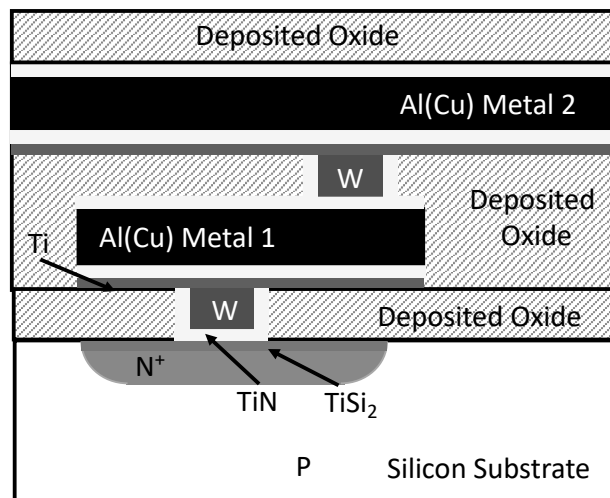 Deposited Oxide
Al(Cu) Metal 2
W
Deposited
Oxide
Al(Cu) Metal 1
Ti
W
Deposited Oxide
N⁺
TiN
TiSi₂
P
Silicon Substrate